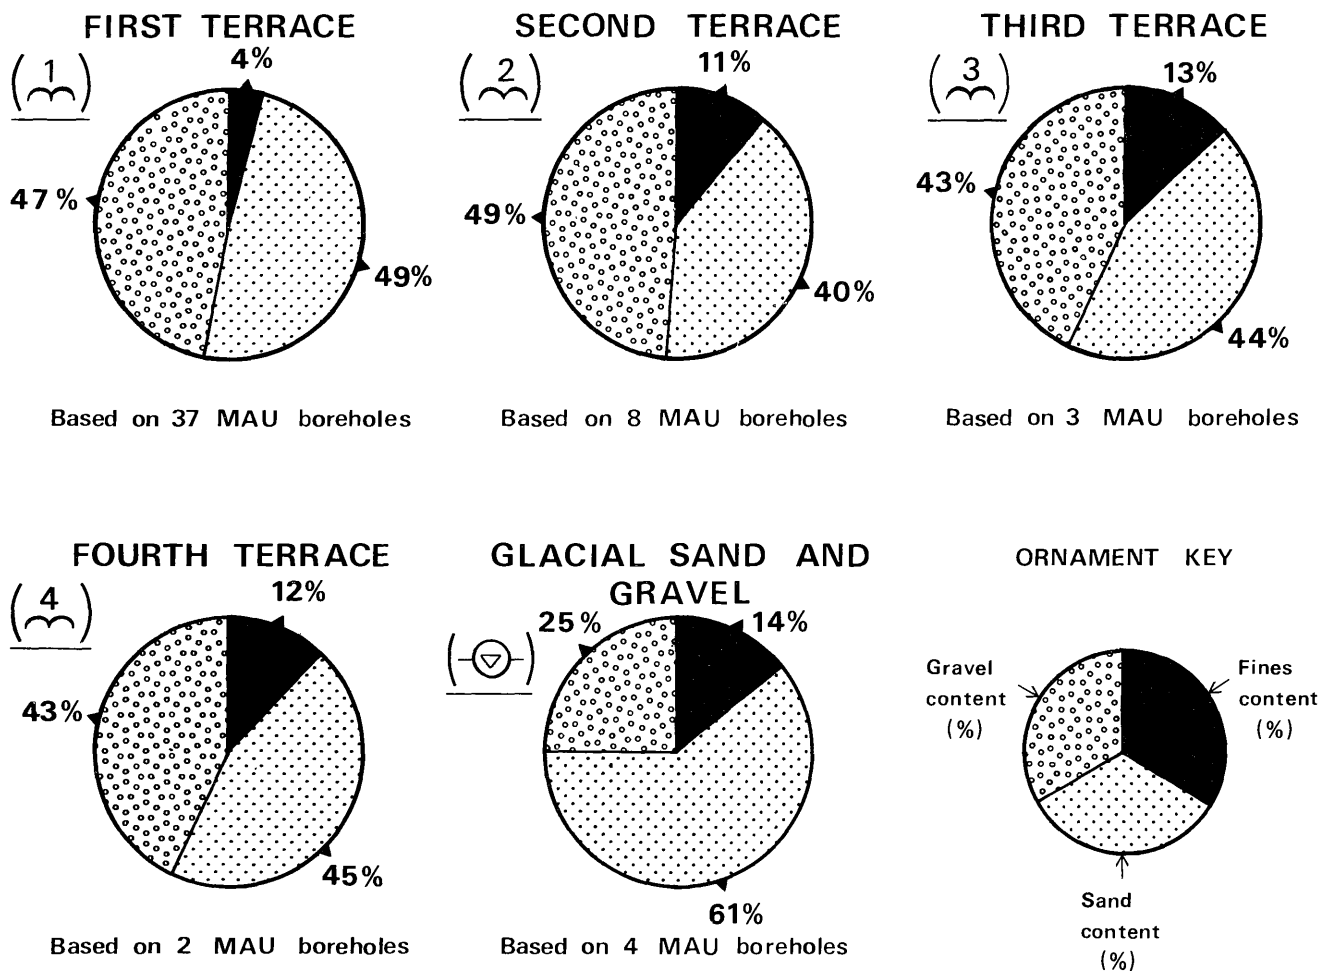 FIRST TERRACE
( 1 )
4%
47%
49%
Based on 37 MAU boreholes
SECOND TERRACE
( 2 )
11%
49%
40%
Based on 8 MAU boreholes
THIRD TERRACE
( 3 )
13%
43%
44%
Based on 3 MAU boreholes
FOURTH TERRACE
( 4 )
12%
43%
45%
Based on 2 MAU boreholes
GLACIAL SAND AND
GRAVEL
25%
14%
61%
Based on 4 MAU boreholes
ORNAMENT KEY
Gravel
content
(%)
Fines
content
(%)
Sand
content
(%)